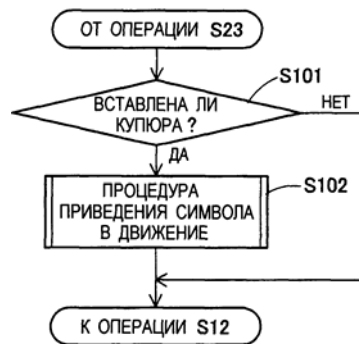 ОТ ОПЕРАЦИИ S23
S101
ВСТАВЛЕНА ЛИ
КУПЮРА?
НЕТ
ДА
ПРОЦЕДУРА
ПРИВЕДЕНИЯ СИМВОЛА
В ДВИЖЕНИЕ
S102
К ОПЕРАЦИИ S12